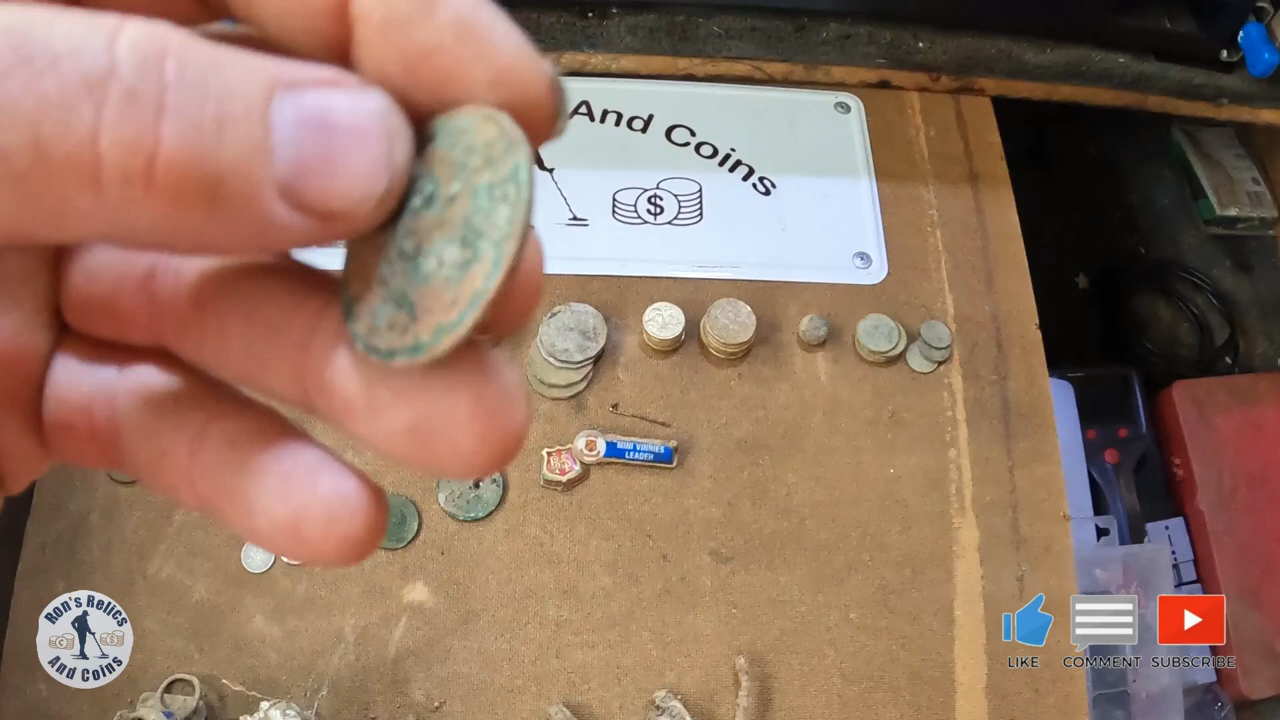 And Coins
$
MINI VINNIES
LEADER
Ron's Relics
And Coins
LIKE
COMMENT
SUBSCRIBE